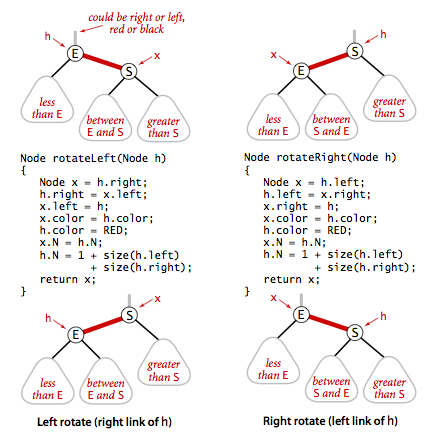 could be right or left,
red or black
h
E
x
S
less
than E
between
E and S
greater
than S
Node rotateLeft(Node h)
{
Node x = h.right;
h.right = x.left;
x.left = h;
x.color = h.color;
h.color = RED;
x.N = h.N;
h.N = 1 + size(h.left)
+ size(h.right);
return x;
}
x
h
S
E
greater
than S
less
than E
between
E and S
Left rotate (right link of h)
h
x
S
E
less
than E
between
S and E
greater
than S
Node rotateRight(Node h)
{
Node x = h.left;
h.left = x.right;
x.right = h;
x.color = h.color;
h.color = RED;
x.N = h.N;
h.N = 1 + size(h.left)
+ size(h.right);
return x;
}
x
E
h
S
less
than E
between
S and E
greater
than S
Right rotate (left link of h)